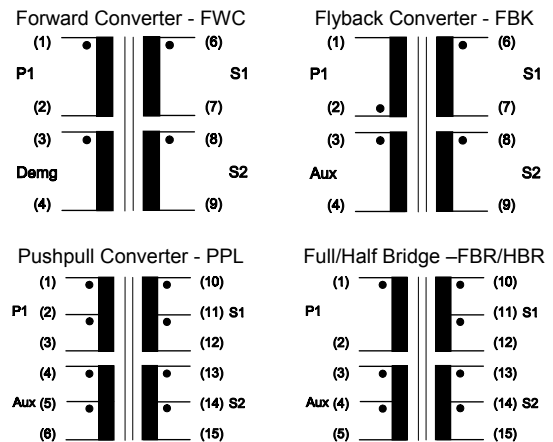 Forward Converter - FWC
(1) (6)
P1 S1
(2) (7)
(3) (8)
Demg S2
(4) (9)
Flyback Converter - FBK
(1) (6)
P1 S1
(2) (7)
(3) (8)
Aux S2
(4) (9)
Pushpull Converter - PPL
(1) (10)
P1 (2) (11) S1
(3) (12)
(4) (13)
Aux (5) (14) S2
(6) (15)
Full/Half Bridge –FBR/HBR
(1) (10)
P1 (11) S1
(2) (12)
(3) (13)
Aux (4) (14) S2
(5) (15)